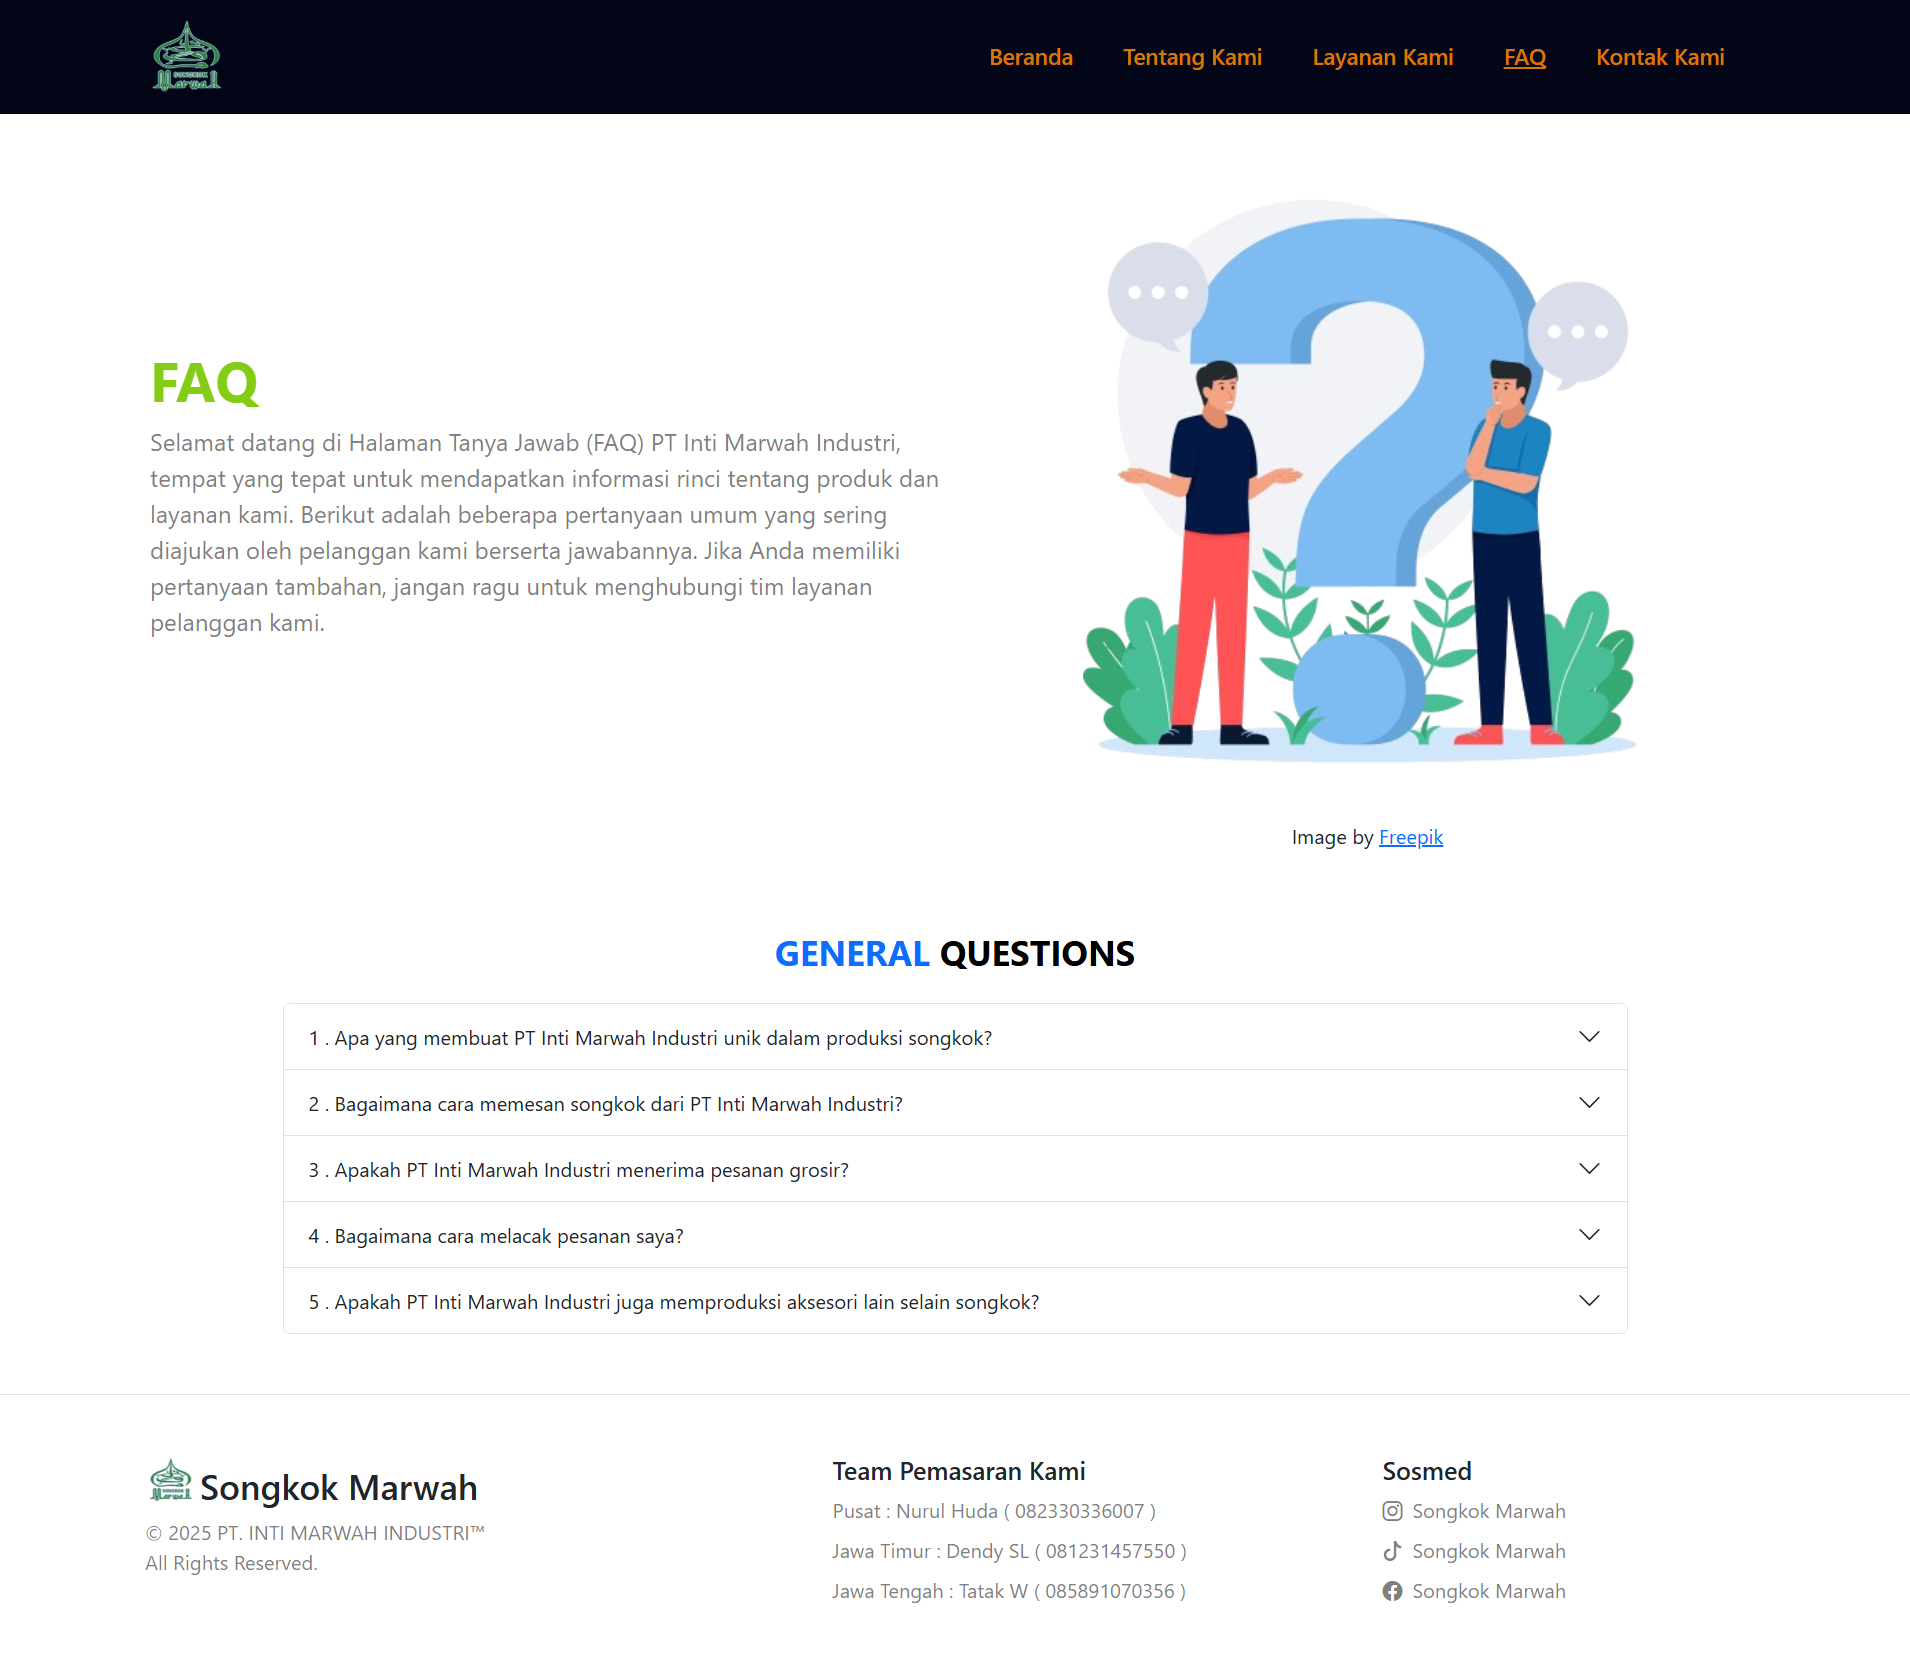 SONGKOK
Marwah
Beranda
Tentang Kami
Layanan Kami
FAQ
Kontak Kami
FAQ
Selamat datang di Halaman Tanya Jawab (FAQ) PT Inti Marwah Industri,
tempat yang tepat untuk mendapatkan informasi rinci tentang produk dan
layanan kami. Berikut adalah beberapa pertanyaan umum yang sering
diajukan oleh pelanggan kami berserta jawabannya. Jika Anda memiliki
pertanyaan tambahan, jangan ragu untuk menghubungi tim layanan
pelanggan kami.
Image by Freepik
GENERAL QUESTIONS
1 . Apa yang membuat PT Inti Marwah Industri unik dalam produksi songkok?
2 . Bagaimana cara memesan songkok dari PT Inti Marwah Industri?
3 . Apakah PT Inti Marwah Industri menerima pesanan grosir?
4 . Bagaimana cara melacak pesanan saya?
5 . Apakah PT Inti Marwah Industri juga memproduksi aksesori lain selain songkok?
SONGKOK
Marwah
Songkok Marwah
© 2025 PT. INTI MARWAH INDUSTRI™
All Rights Reserved.
Team Pemasaran Kami
Pusat : Nurul Huda ( 082330336007 )
Jawa Timur : Dendy SL ( 081231457550 )
Jawa Tengah : Tatak W ( 085891070356 )
Sosmed
Songkok Marwah
Songkok Marwah
Songkok Marwah